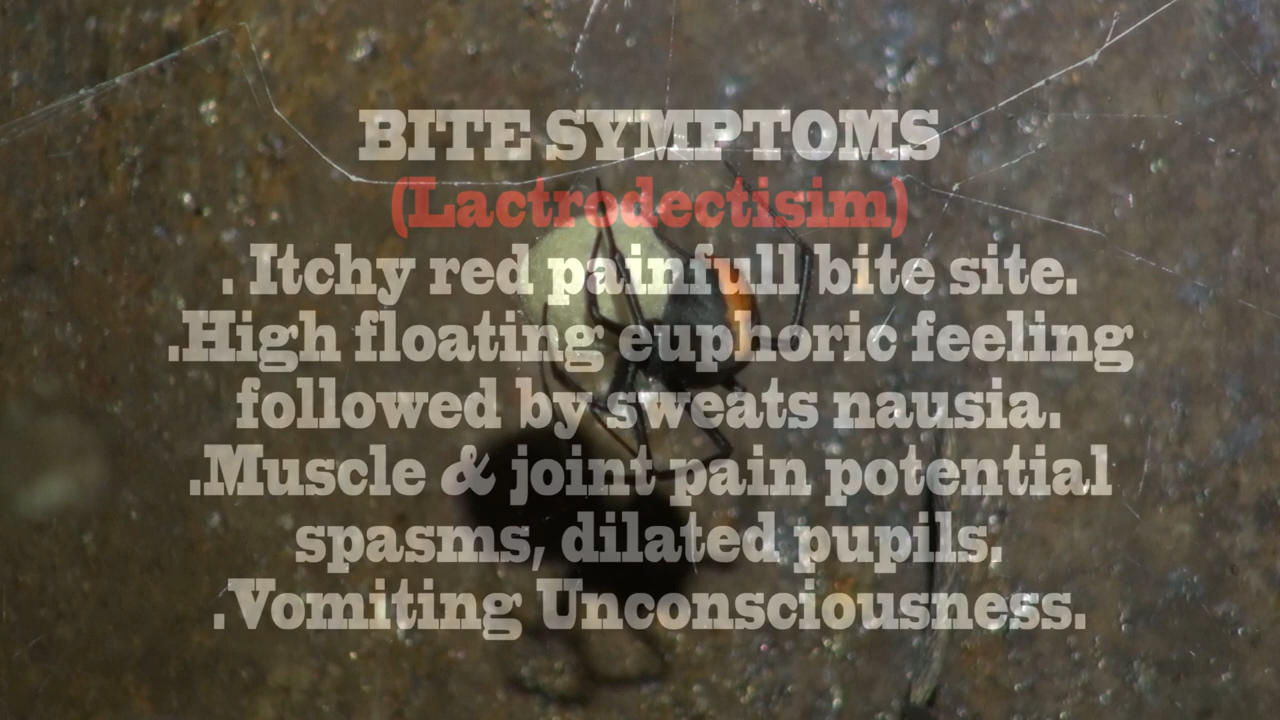 BITE SYMPTOMS
(Lactrodectisim)
. Itchy red painfull bite site.
.High floating euphoric feeling
followed by sweats nausia.
.Muscle & joint pain potential
spasms, dilated pupils.
.Vomiting Unconsciousness.